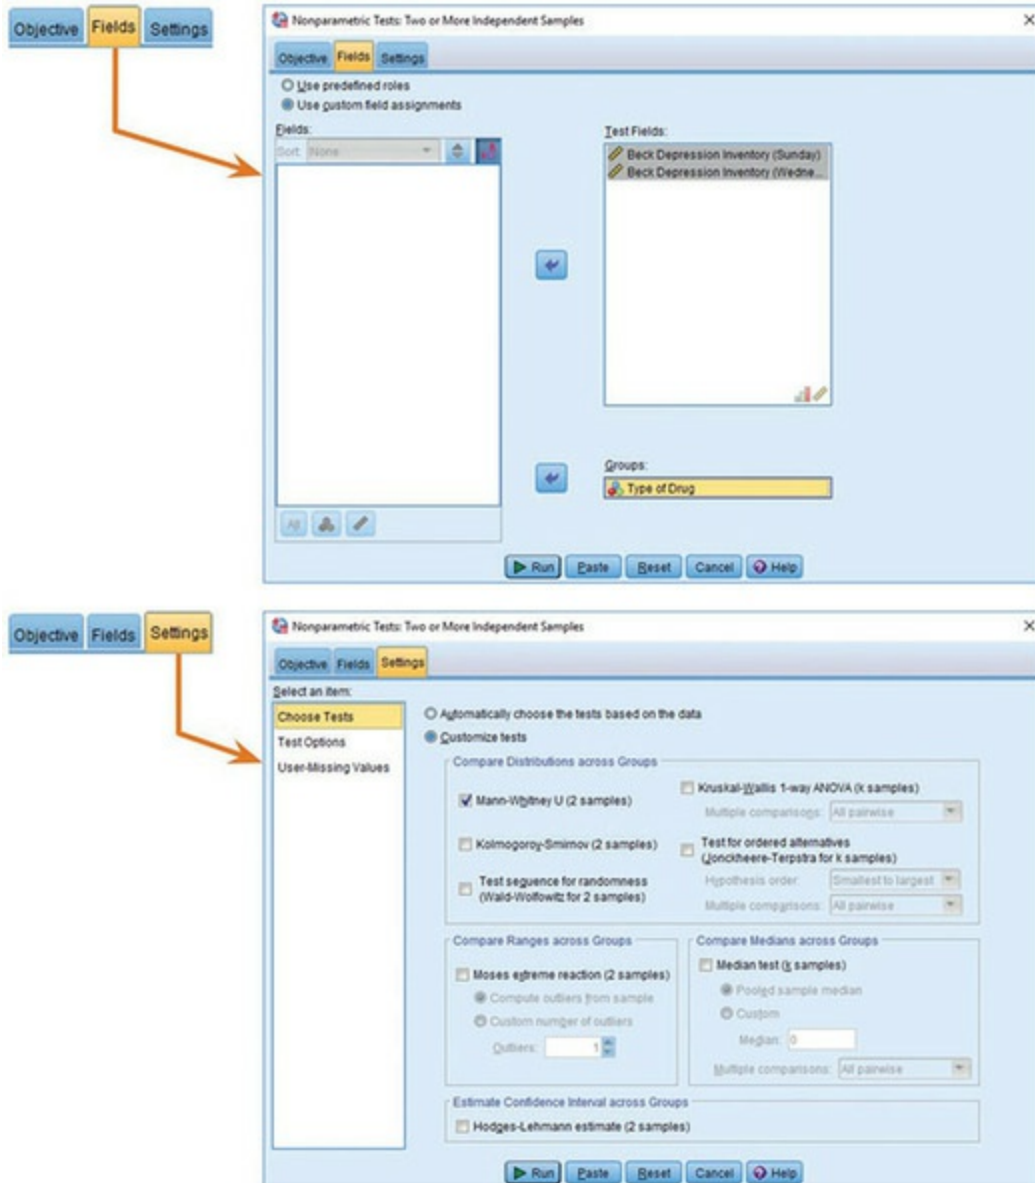 Objective Fields Settings
Nonparametric Tests: Two or More Independent Samples
Objective Fields Settings
Use predefined roles
Use custom field assignments
Fields:
Sort: None
Test Fields:
Beck Depression Inventory (Sunday)
Beck Depression Inventory (Wedne...
Groups:
Type of Drug
All
Run Paste Reset Cancel Help
Objective Fields Settings
Nonparametric Tests: Two or More Independent Samples
Objective Fields Settings
Select an item:
Choose Tests
Test Options
User-Missing Values
Automatically choose the tests based on the data
Customize tests
Compare Distributions across Groups
Mann-Whitney U (2 samples)
Kolmogorov-Smirnov (2 samples)
Test sequence for randomness
(Wald-Wolfowitz for 2 samples)
Kruskal-Wallis 1-way ANOVA (k samples)
Multiple comparisons: All pairwise
Test for ordered alternatives
(Jonckheere-Terpstra for k samples)
Hypothesis order: Smallest to largest
Multiple comparisons: All pairwise
Compare Ranges across Groups
Moses extreme reaction (2 samples)
Compute outliers from sample
Custom number of outliers
Outliers: 1
Compare Medians across Groups
Median test (k samples)
Pooled sample median
Custom
Median: 0
Multiple comparisons: All pairwise
Estimate Confidence Interval across Groups
Hodges-Lehmann estimate (2 samples)
Run Paste Reset Cancel Help